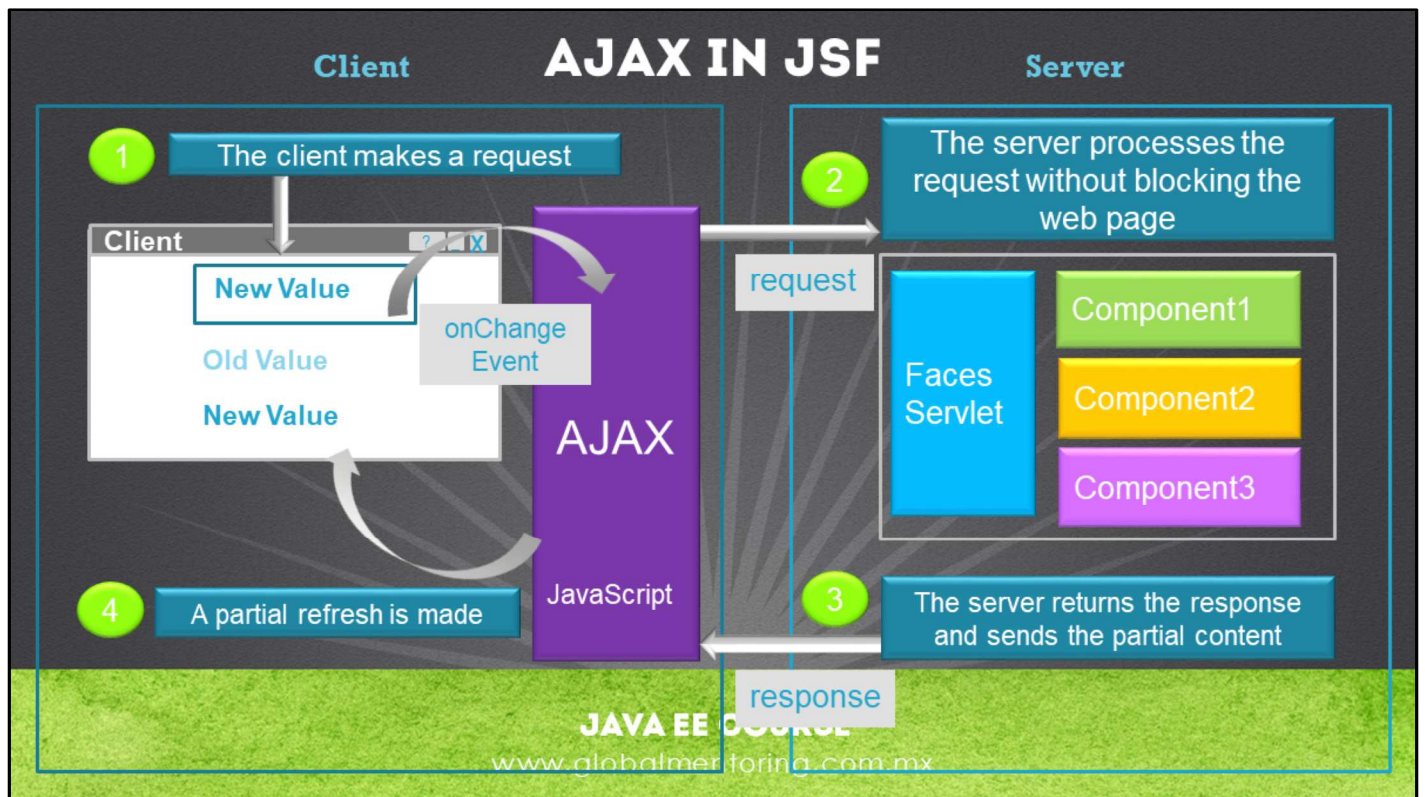 AJAX IN JSF
Client
Server
1
The client makes a request
2
The server processes the
request without blocking the
web page
Client
? _ X
New Value
onChange
Event
Old Value
New Value
request
Faces
Servlet
Component1
Component2
Component3
AJAX
JavaScript
4
A partial refresh is made
3
The server returns the response
and sends the partial content
response
JAVA EE COURSE
www.globalmentoring.com.mx